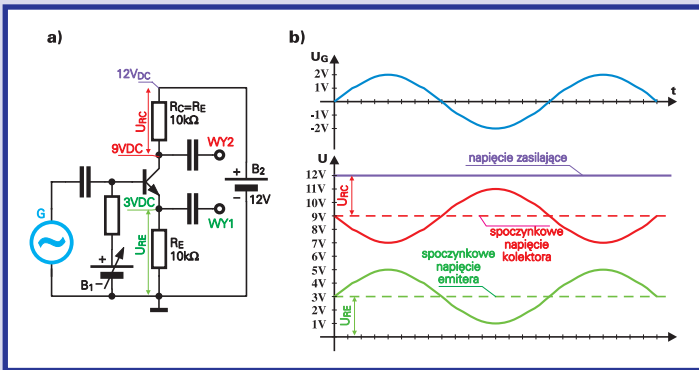 a)
12VDC
URC
RC=RE
10kΩ
WY2
9VDC
B2
12V
3VDC
WY1
G
URE
RE
10kΩ
B1
b)
UG
2V
1V
t
-1V
-2V
U
napięcie zasilające
12V
11V
URC
10V
9V
8V
spoczynkowe
napięcie
kolektora
7V
6V
spoczynkowe
napięcie
emitera
5V
4V
3V
2V
URE
1V